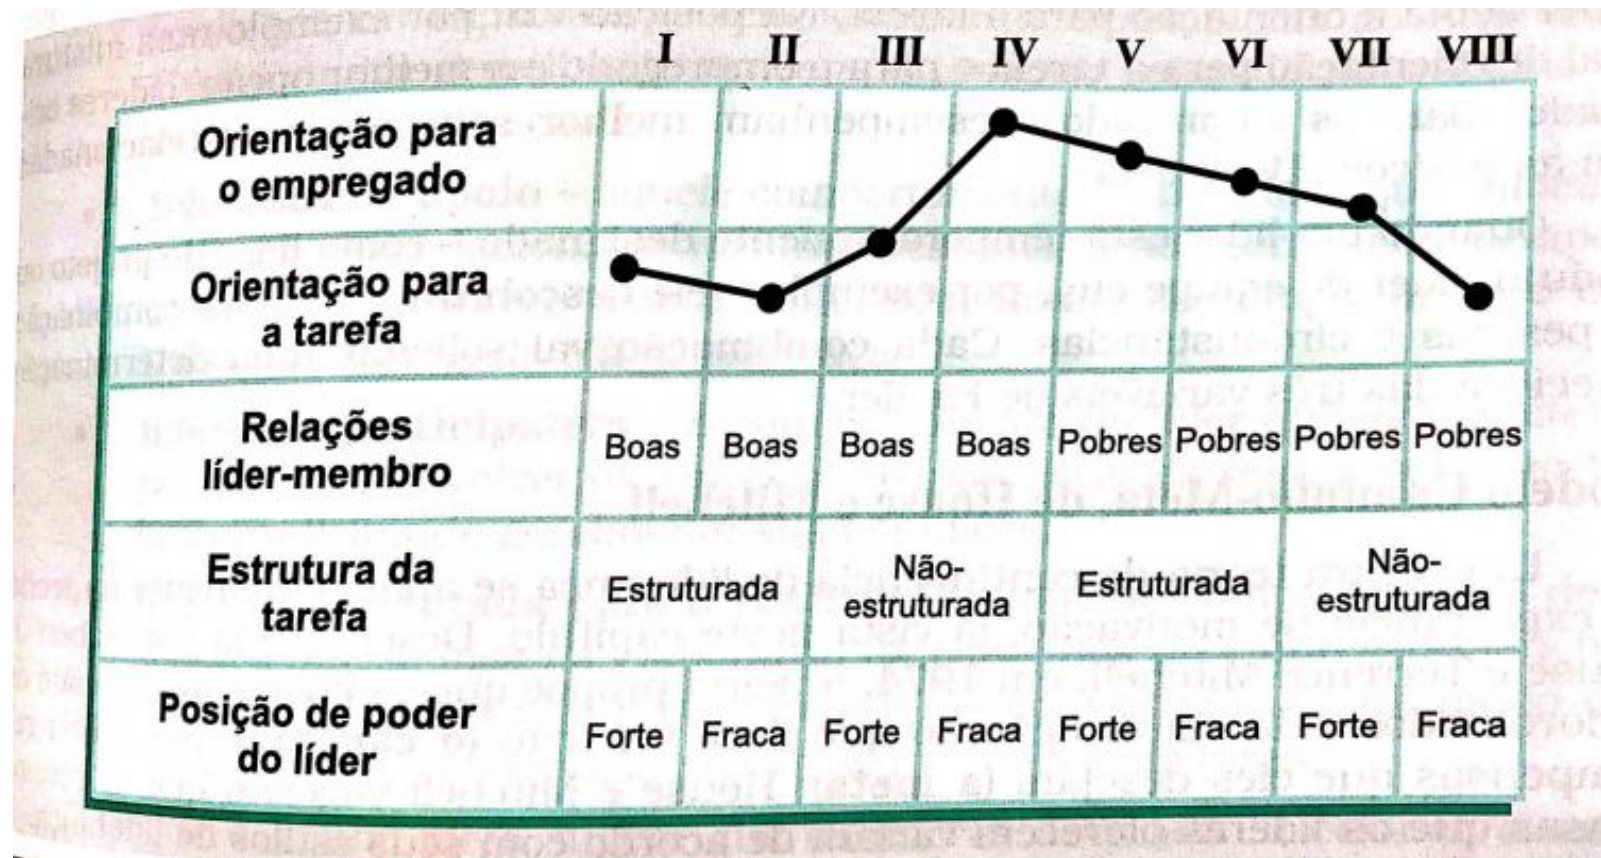 I II III IV V VI VII VIII
Orientação para
o empregado
Orientação para
a tarefa
Relações
líder-membro
Boas Boas Boas Boas Pobres Pobres Pobres Pobres
Estrutura da
tarefa
Estruturada
Não-
estruturada
Estruturada
Não-
estruturada
Posição de poder
do líder
Forte Fraca Forte Fraca Forte Fraca Forte Fraca